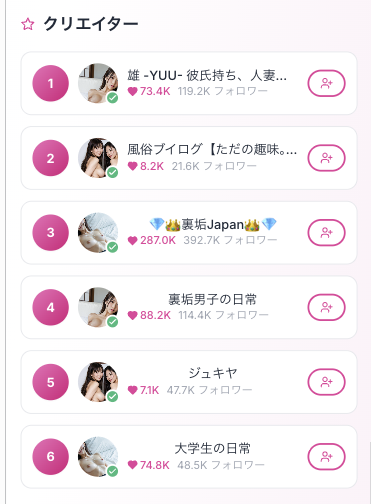 クリエイター
1
雄 -YUU- 彼氏持ち、人妻...
73.4K 119.2K フォロワー
2
風俗ブイログ【ただの趣味。...
8.2K 21.6K フォロワー
3
💎👑裏垢Japan👑💎
287.0K 392.7K フォロワー
4
裏垢男子の日常
88.2K 114.4K フォロワー
5
ジュキヤ
7.1K 47.7K フォロワー
6
大学生の日常
74.8K 48.5K フォロワー